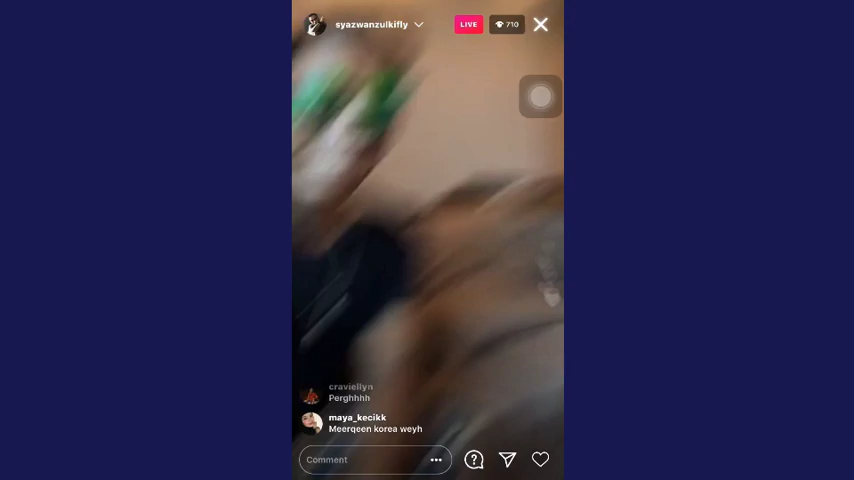 syazwanzulkifly
LIVE
710
craviellyn
Perghhhh
maya_kecikk
Meerqeen korea weyh
Comment